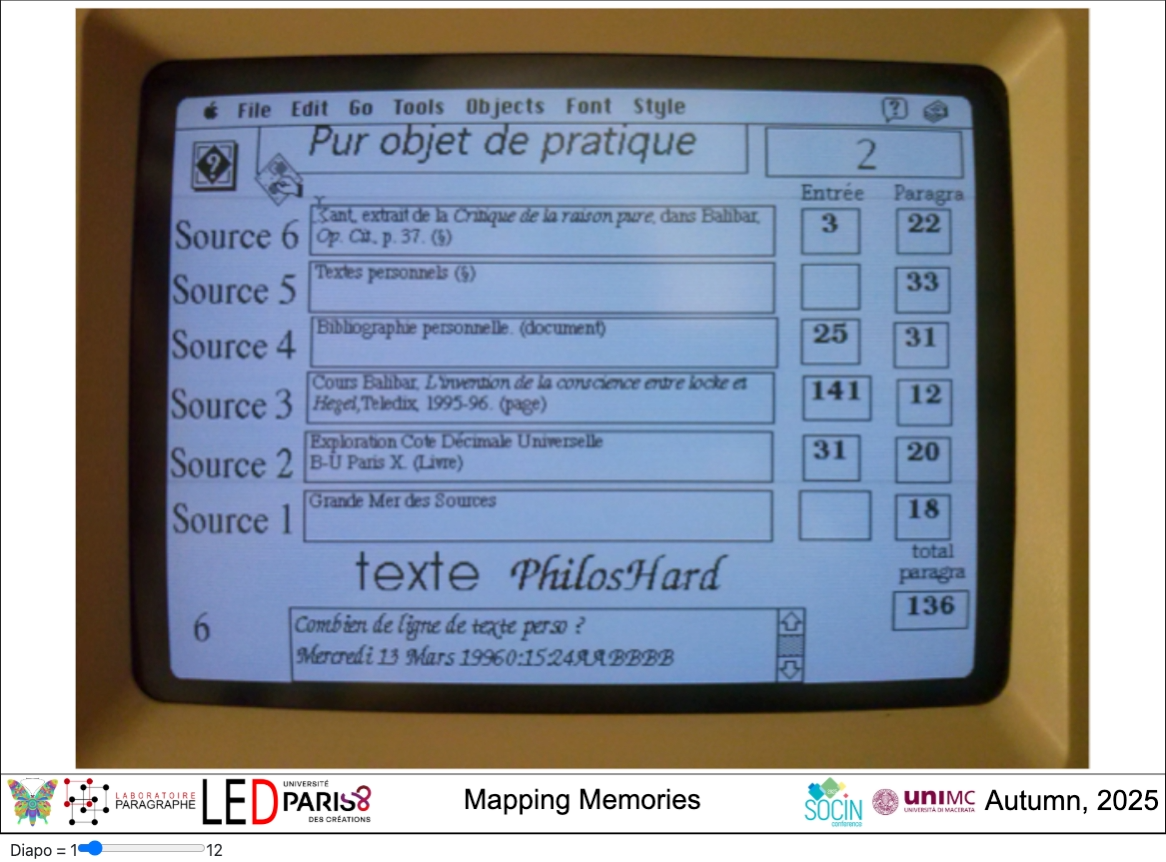 File Edit Go Tools Objects Font Style
Pur objet de pratique
2
Entrée Paragra
Source 6
Kant, extrait de la Critique de la raison pure, dans Balibar,
Op. Cit., p. 37. (§)
3 22
Source 5
Textes personnels (§)
33
Source 4
Bibliographie personnelle. (document)
25 31
Source 3
Cours Balibar, L'invention de la conscience entre locke et
Hegel, Teledix, 1995-96. (page)
141 12
Source 2
Exploration Cote Décimale Universelle
B-U Paris X. (Livre)
31 20
Source 1
Grande Mer des Sources
18
texte PhilosHard
total
paragra
136
6
Combien de ligne de texte perso ?
Mercredi 13 Mars 19960:15:24AABBBB
LABORATOIRE
PARAGRAPHE
LED
UNIVERSITÉ
PARIS8
DES CRÉATIONS
Mapping Memories
SOCIN
conference
UNIMC
UNIVERSITÀ DI MACERATA
Autumn, 2025
Diapo = 1 12